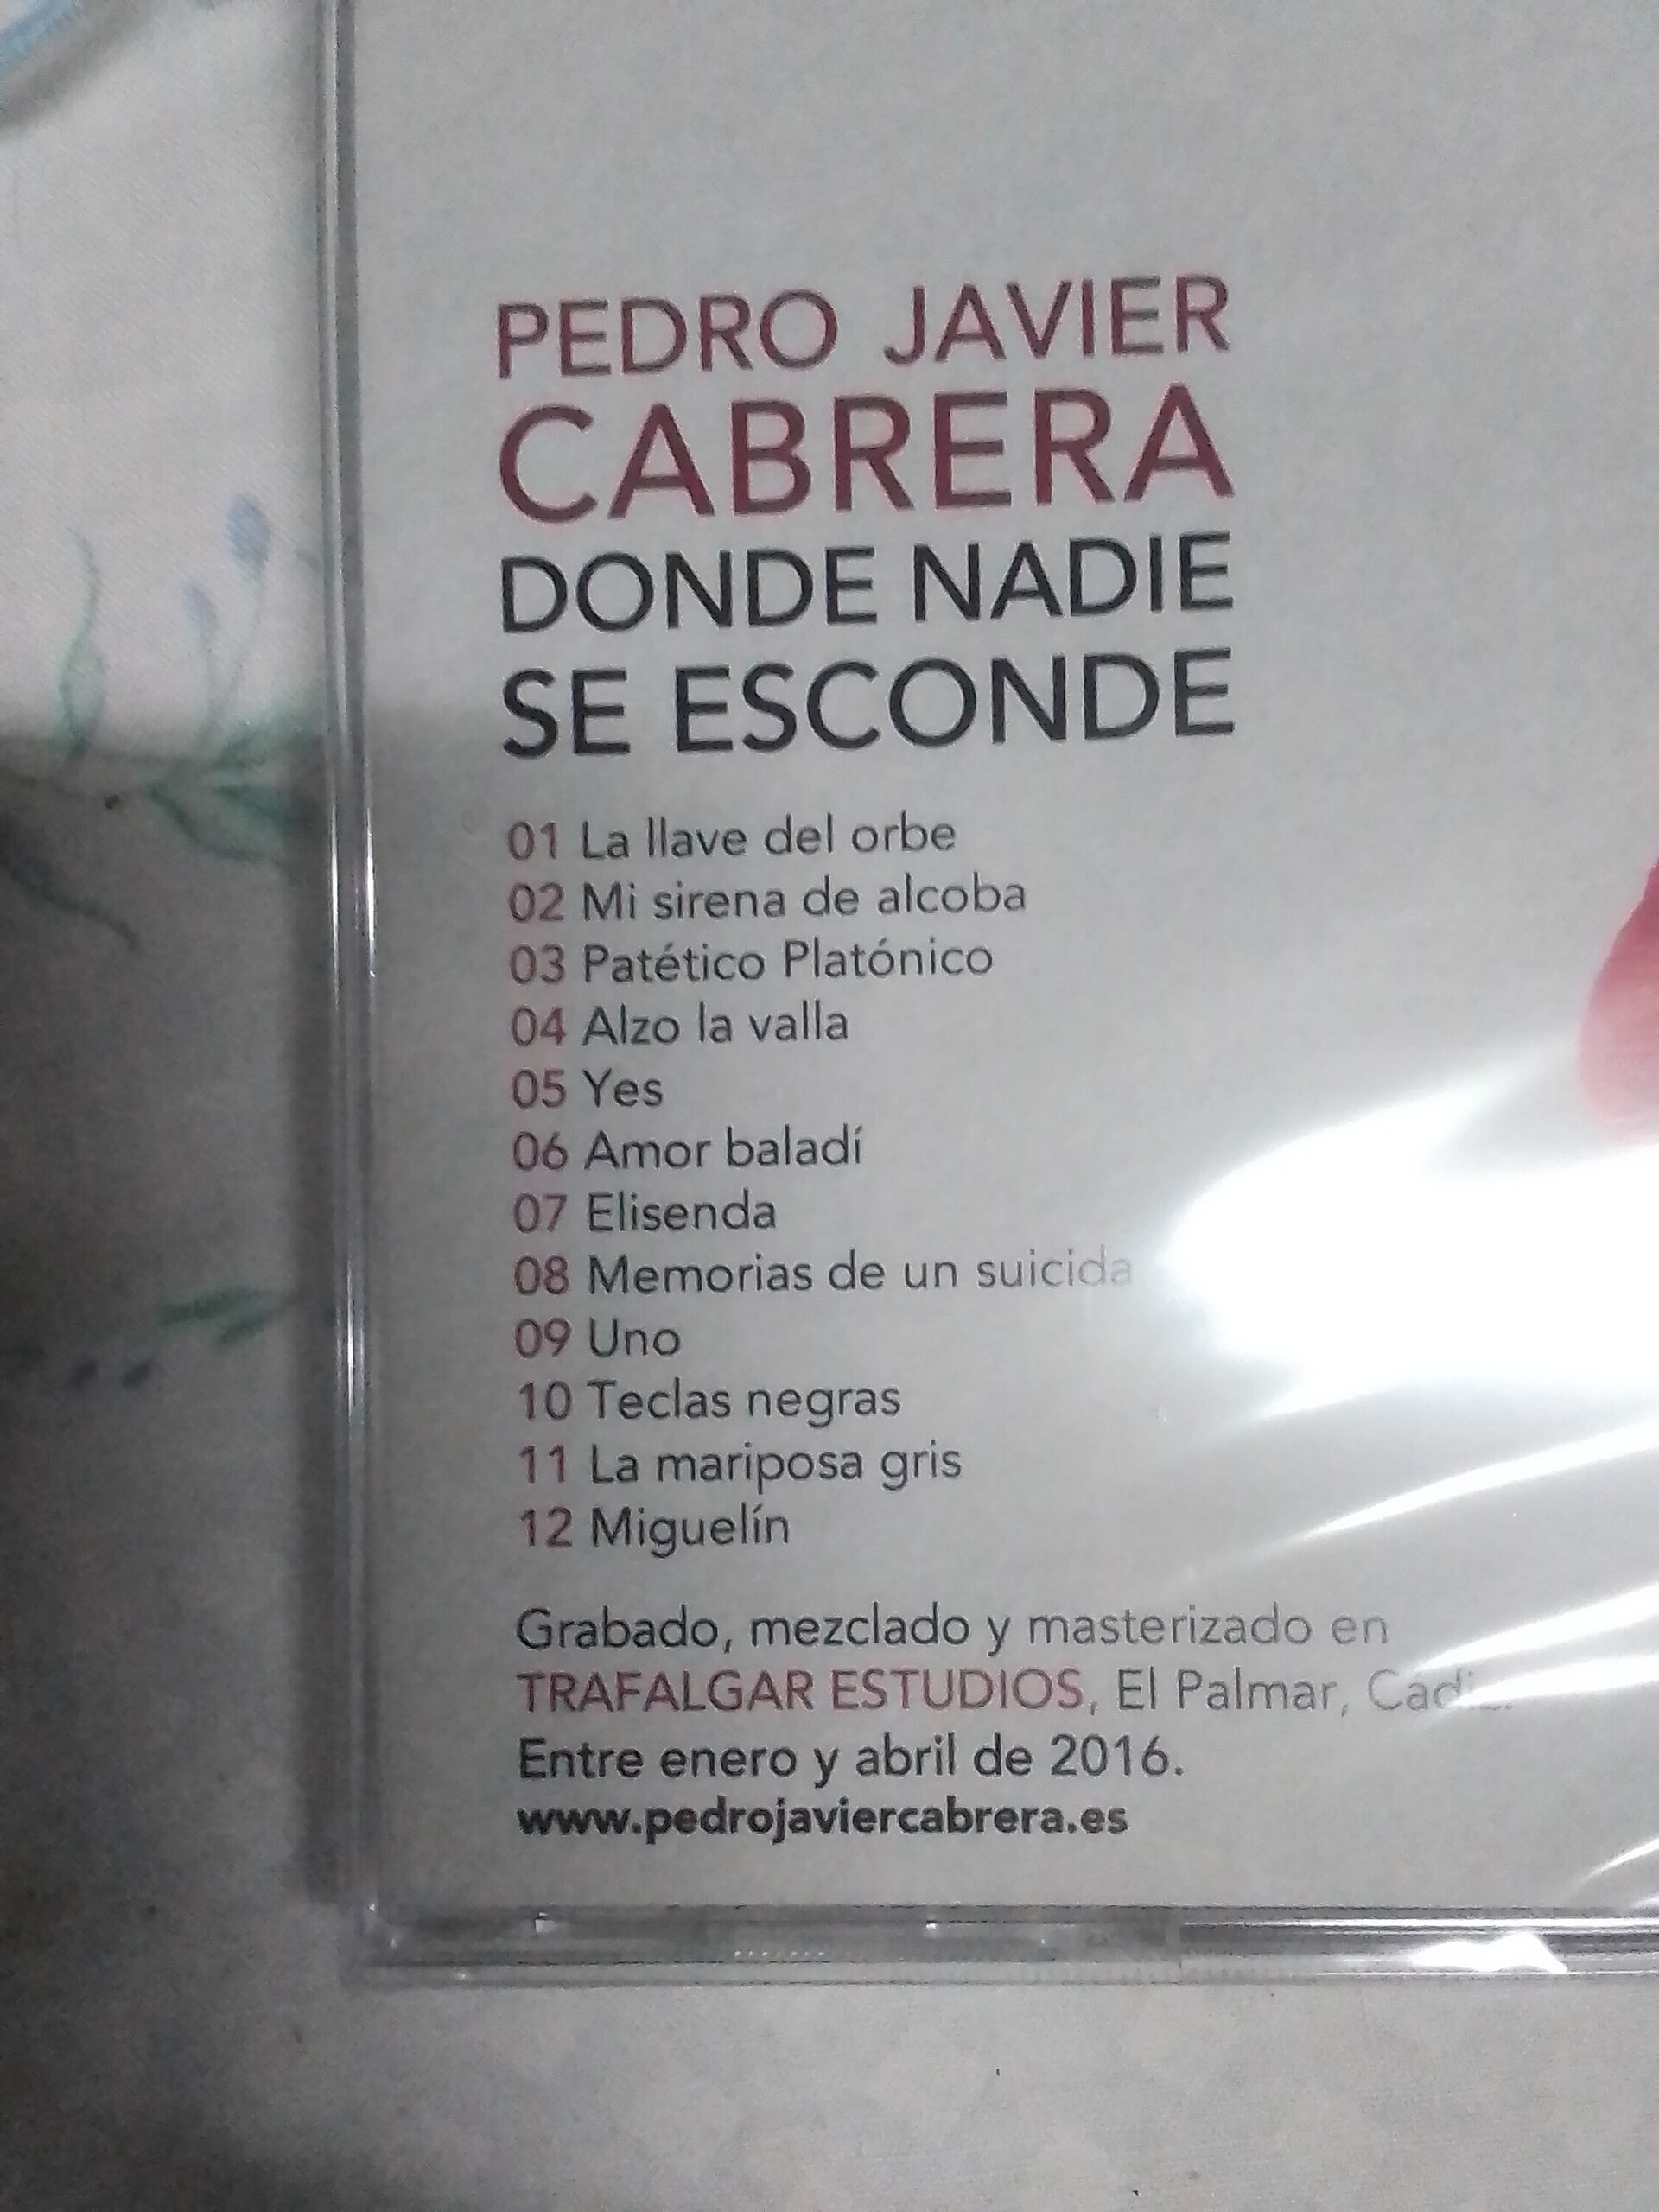 PEDRO JAVIER
CABRERA
DONDE NADIE
SE ESCONDE
01 La llave del orbe
02 Mi sirena de alcoba
03 Patético Platónico
04 Alzo la valla
05 Yes
06 Amor baladí
07 Elisenda
08 Memorias de un suicida
09 Uno
10 Teclas negras
11 La mariposa gris
12 Miguelín
Grabado, mezclado y masterizado en
TRAFALGAR ESTUDIOS, El Palmar, Cádiz.
Entre enero y abril de 2016.
www.pedrojaviercabrera.es